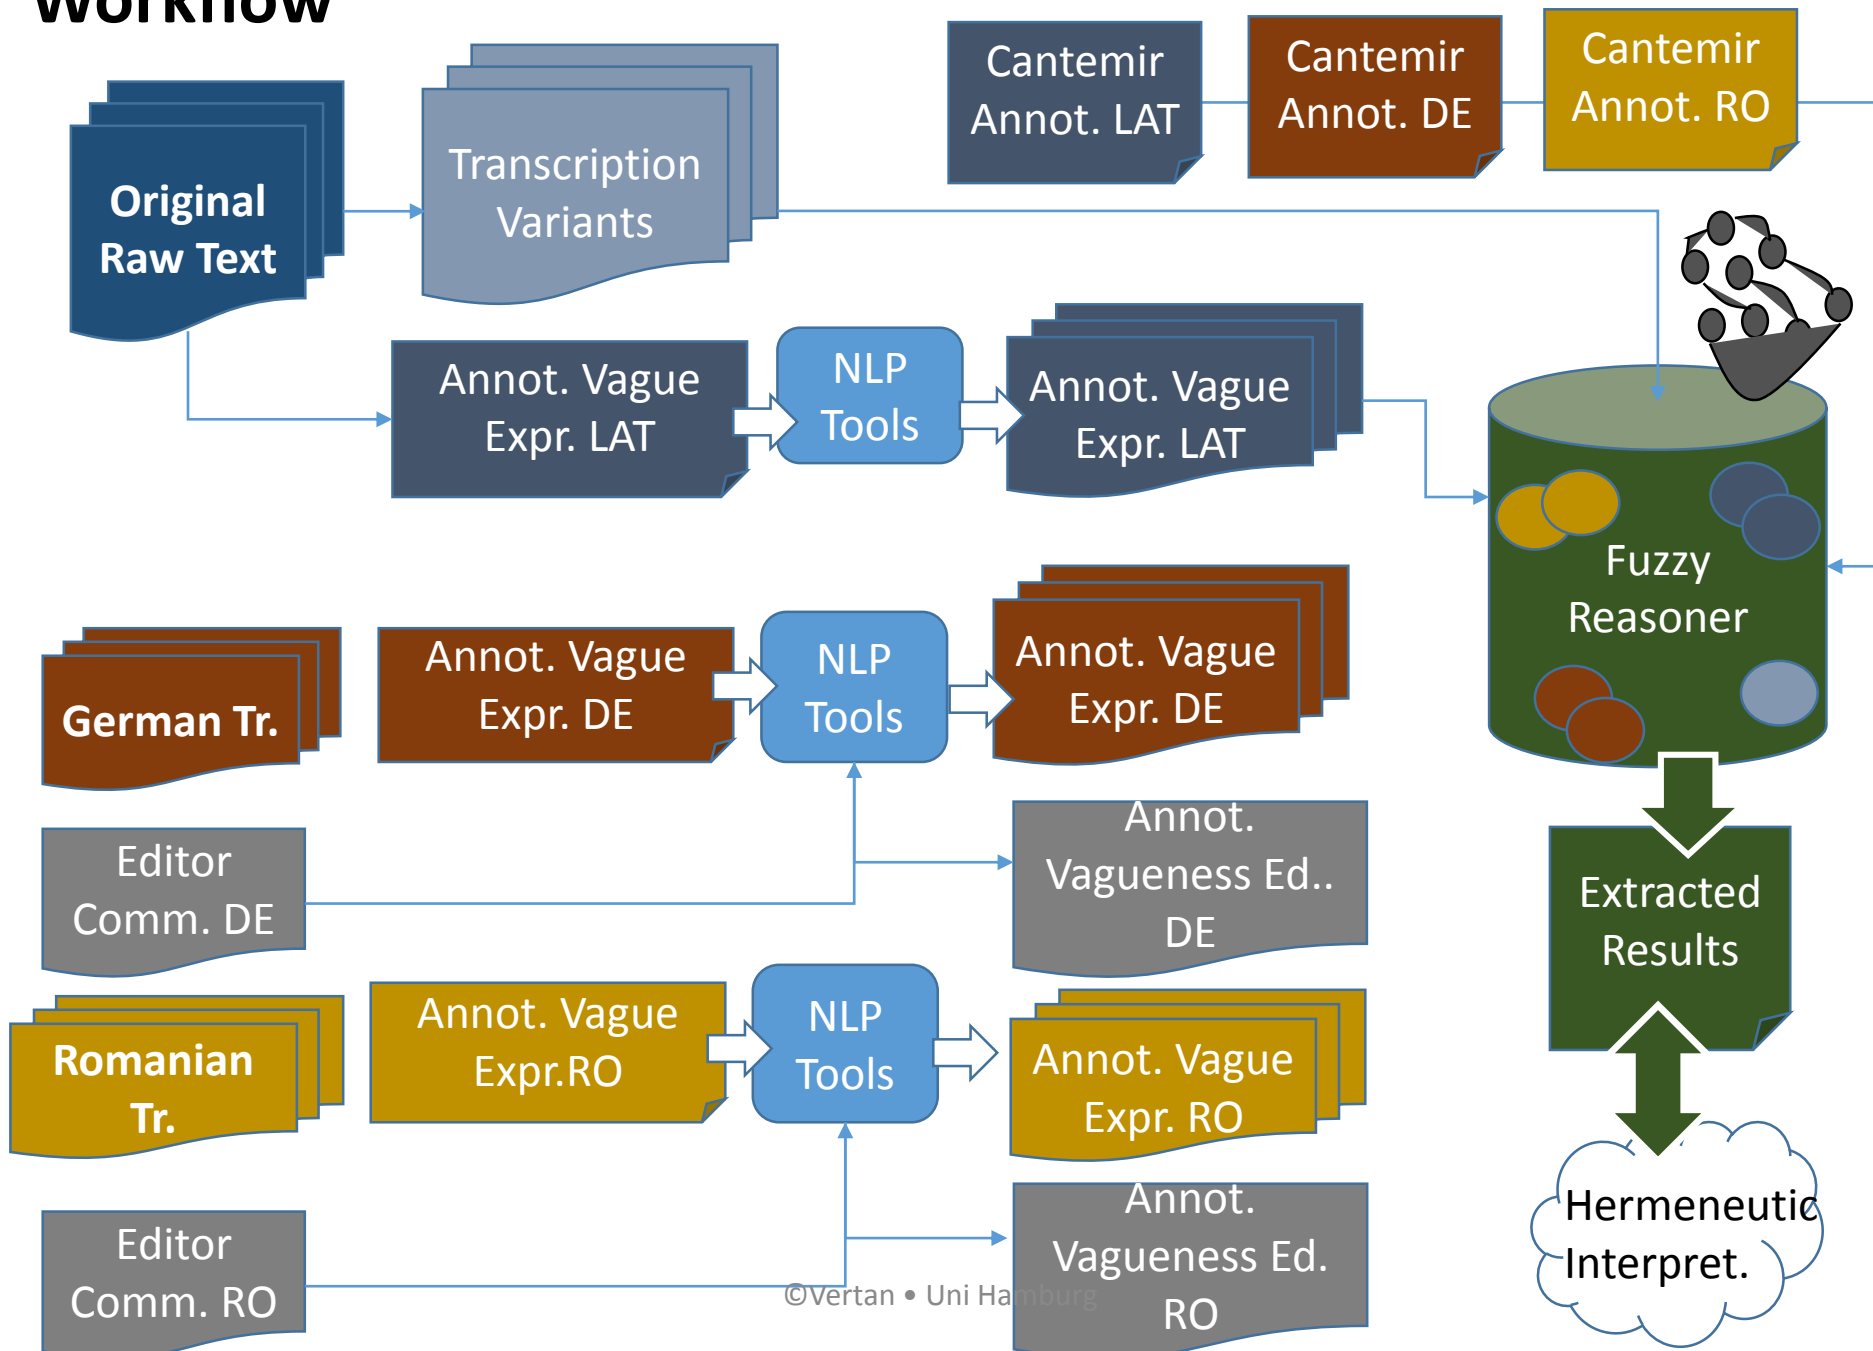 Workflow
Cantemir
Annot. LAT
Cantemir
Annot. DE
Cantemir
Annot. RO
Original
Raw Text
Transcription
Variants
Annot. Vague
Expr. LAT
NLP
Tools
Annot. Vague
Expr. LAT
Fuzzy
Reasoner
German Tr.
Annot. Vague
Expr. DE
NLP
Tools
Annot. Vague
Expr. DE
Editor
Comm. DE
Annot.
Vagueness Ed..
DE
Extracted
Results
Romanian
Tr.
Annot. Vague
Expr.RO
NLP
Tools
Annot. Vague
Expr. RO
Editor
Comm. RO
Annot.
Vagueness Ed.
RO
Hermeneutic
Interpret.
©Vertan • Uni Hamburg